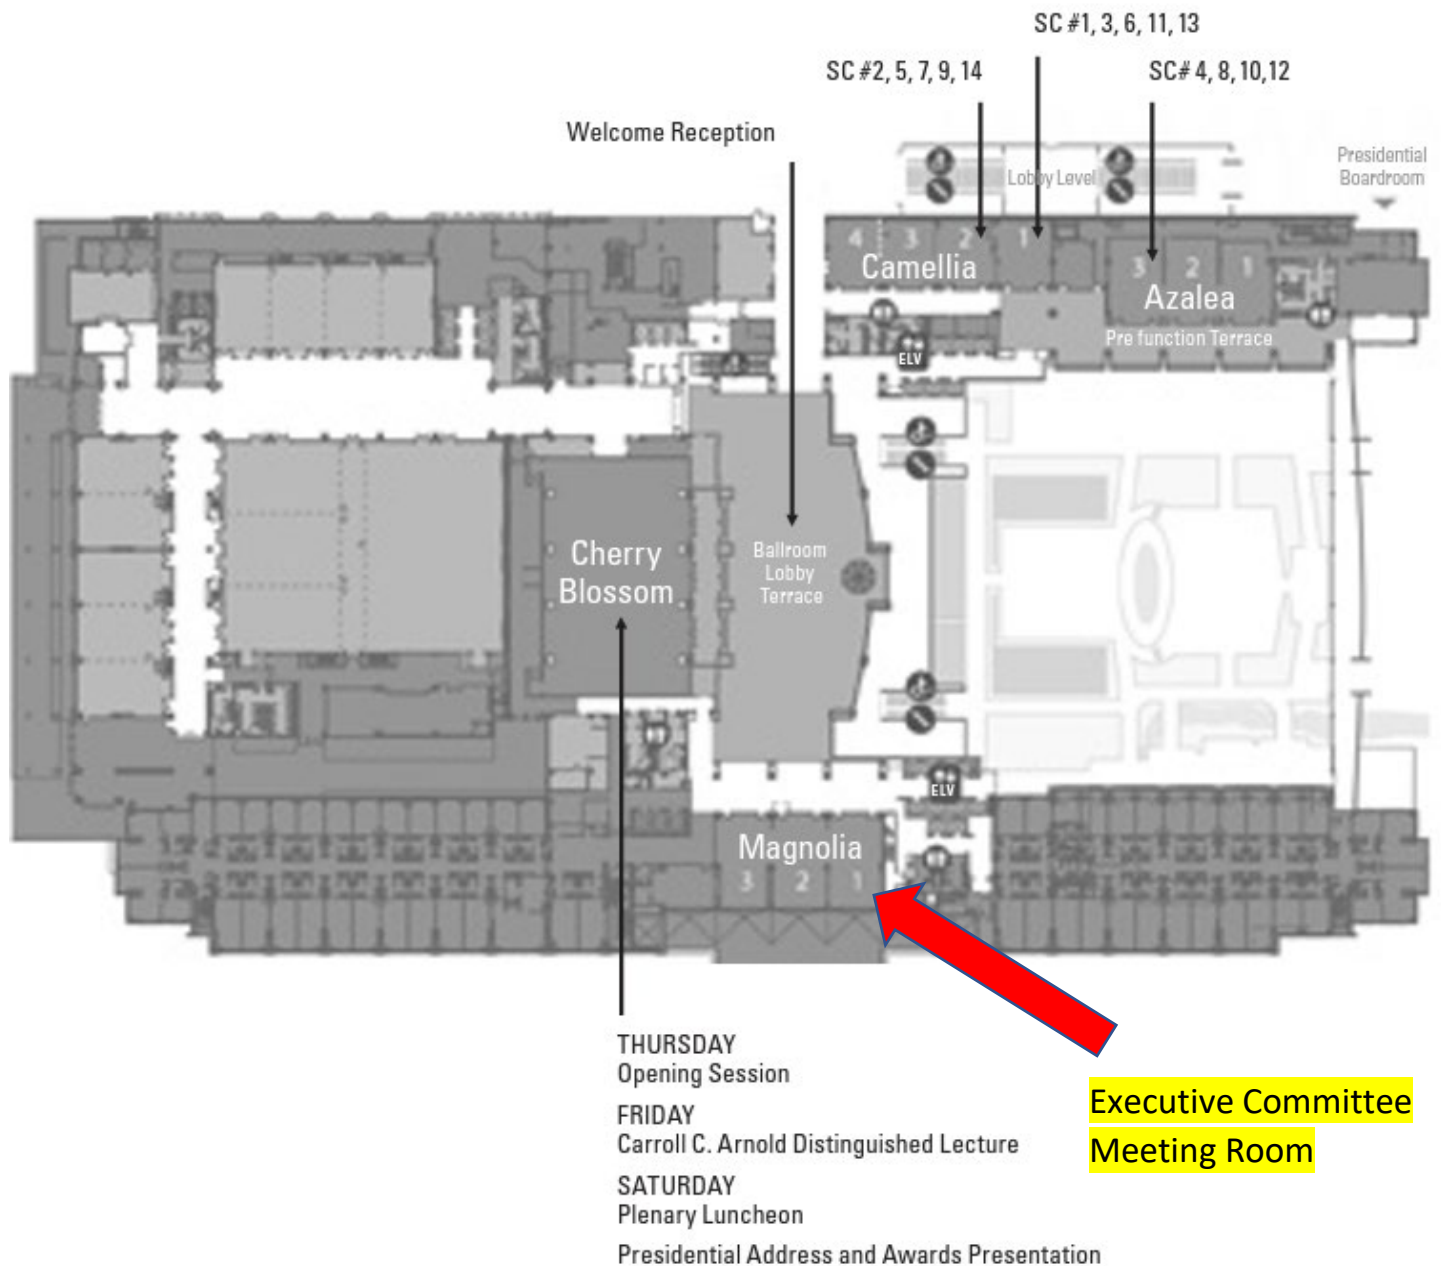 SC #1, 3, 6, 11, 13
SC #2, 5, 7, 9, 14
SC# 4, 8, 10,12
Welcome Reception
Presidential
Boardroom
Lobby Level
4 3 2 1
Camellia
3 2 1
Azalea
Pre function Terrace
ELV
Cherry
Blossom
Ballroom
Lobby
Terrace
ELV
Magnolia
3 2 1
THURSDAY
Opening Session
FRIDAY
Carroll C. Arnold Distinguished Lecture
SATURDAY
Plenary Luncheon
Presidential Address and Awards Presentation
Executive Committee
Meeting Room